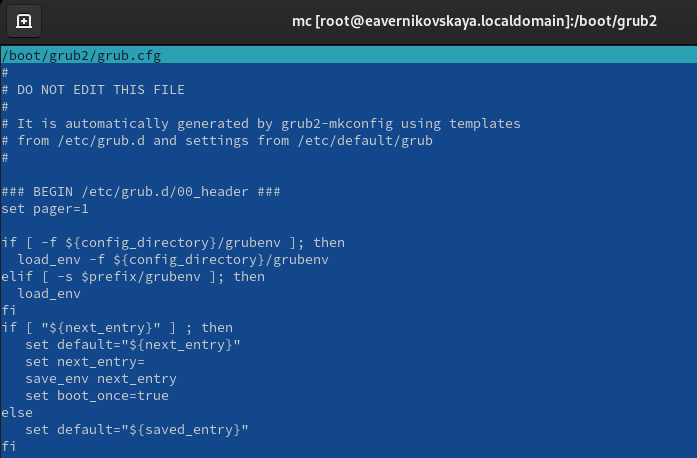 mc [root@eavernikovskaya.localdomain]:/boot/grub2
/boot/grub2/grub.cfg
#
# DO NOT EDIT THIS FILE
#
# It is automatically generated by grub2-mkconfig using templates
# from /etc/grub.d and settings from /etc/default/grub
#

### BEGIN /etc/grub.d/00_header ###
set pager=1

if [ -f ${config_directory}/grubenv ]; then
  load_env -f ${config_directory}/grubenv
elif [ -s $prefix/grubenv ]; then
  load_env
fi
if [ "${next_entry}" ] ; then
   set default="${next_entry}"
   set next_entry=
   save_env next_entry
   set boot_once=true
else
   set default="${saved_entry}"
fi